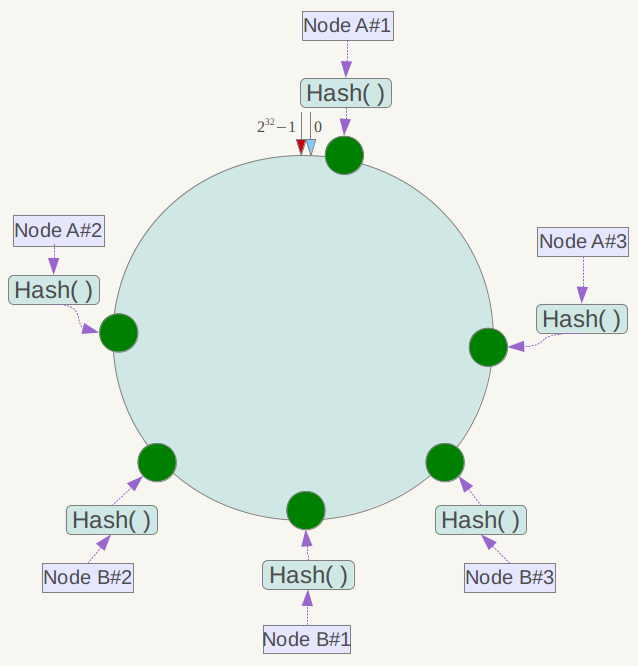 Node A#1
Hash( )
2³²−1
0
Node A#2
Hash( )
Node A#3
Hash( )
Hash( )
Node B#2
Hash( )
Node B#1
Hash( )
Node B#3